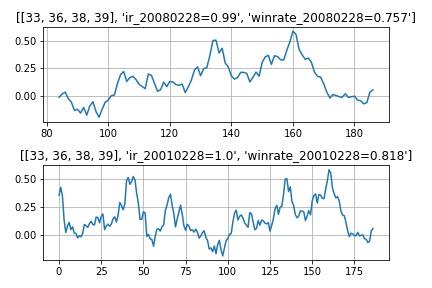 [[33, 36, 38, 39], 'ir_20080228=0.99', 'winrate_20080228=0.757']
0.50
0.25
0.00
80 100 120 140 160 180
[[33, 36, 38, 39], 'ir_20010228=1.0', 'winrate_20010228=0.818']
0.50
0.25
0.00
0 25 50 75 100 125 150 175